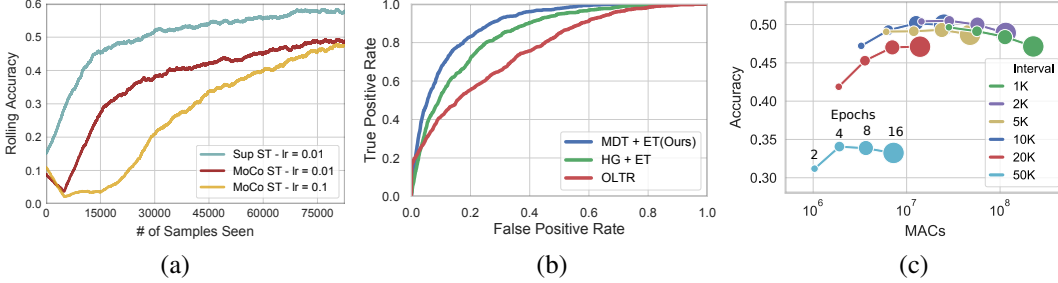 0.6
0.5
0.4
0.3
0.2
0.1
0.0
Rolling Accuracy
Sup ST - lr = 0.01
MoCo ST - lr = 0.01
MoCo ST - lr = 0.1
0 15000 30000 45000 60000 75000
# of Samples Seen
(a)
1.0
0.8
0.6
0.4
0.2
0.0
True Positive Rate
MDT + ET(Ours)
HG + ET
OLTR
0.0 0.2 0.4 0.6 0.8 1.0
False Positive Rate
(b)
0.50
0.45
0.40
0.35
0.30
Accuracy
Epochs
2 4 8 16
Interval
1K
2K
5K
10K
20K
50K
10^6 10^7 10^8
MACs
(c)